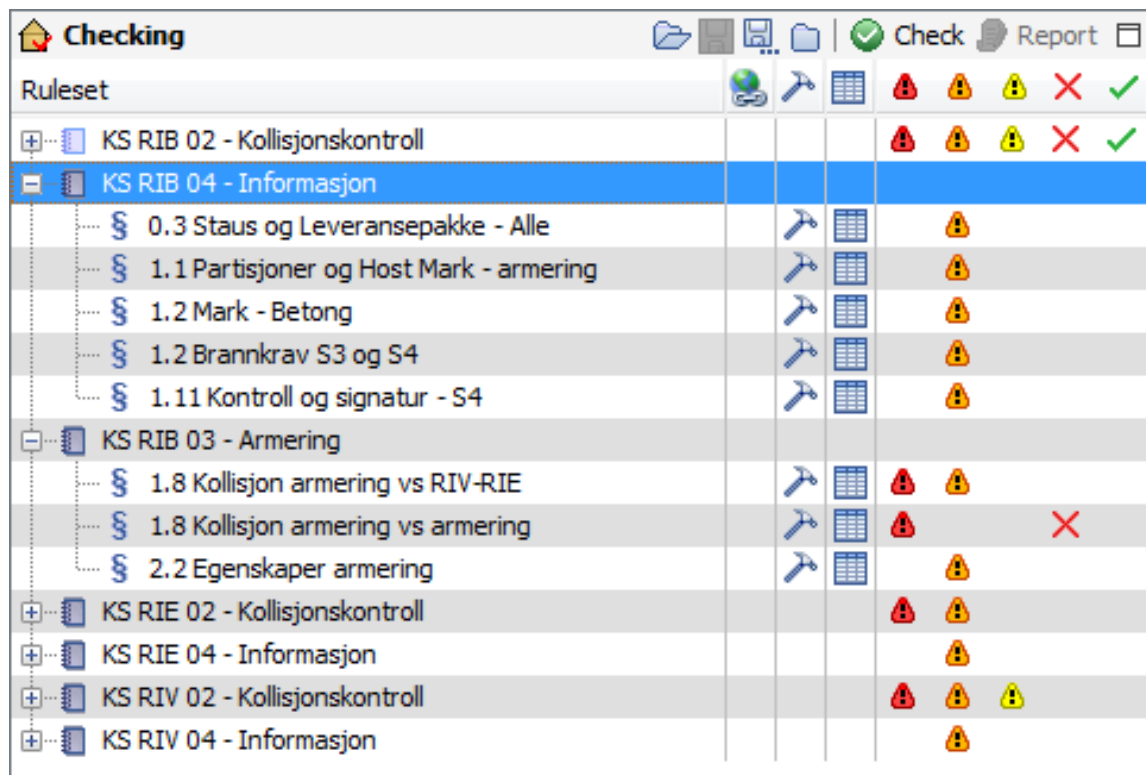 Checking Check Report
Ruleset
KS RIB 02 - Kollisjonskontroll
KS RIB 04 - Informasjon
§ 0.3 Staus og Leveransepakke - Alle
§ 1.1 Partisjoner og Host Mark - armering
§ 1.2 Mark - Betong
§ 1.2 Brannkrav S3 og S4
§ 1.11 Kontroll og signatur - S4
KS RIB 03 - Armering
§ 1.8 Kollisjon armering vs RIV-RIE
§ 1.8 Kollisjon armering vs armering
§ 2.2 Egenskaper armering
KS RIE 02 - Kollisjonskontroll
KS RIE 04 - Informasjon
KS RIV 02 - Kollisjonskontroll
KS RIV 04 - Informasjon